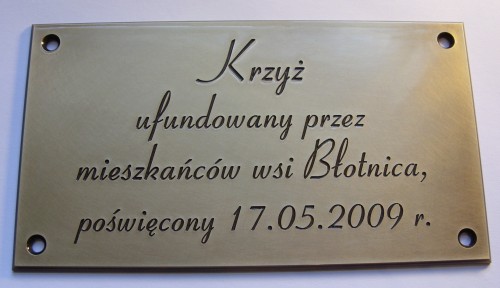 Krzyż
ufundowany przez
mieszkańców wsi Błotnica,
poświęcony 17.05.2009 r.